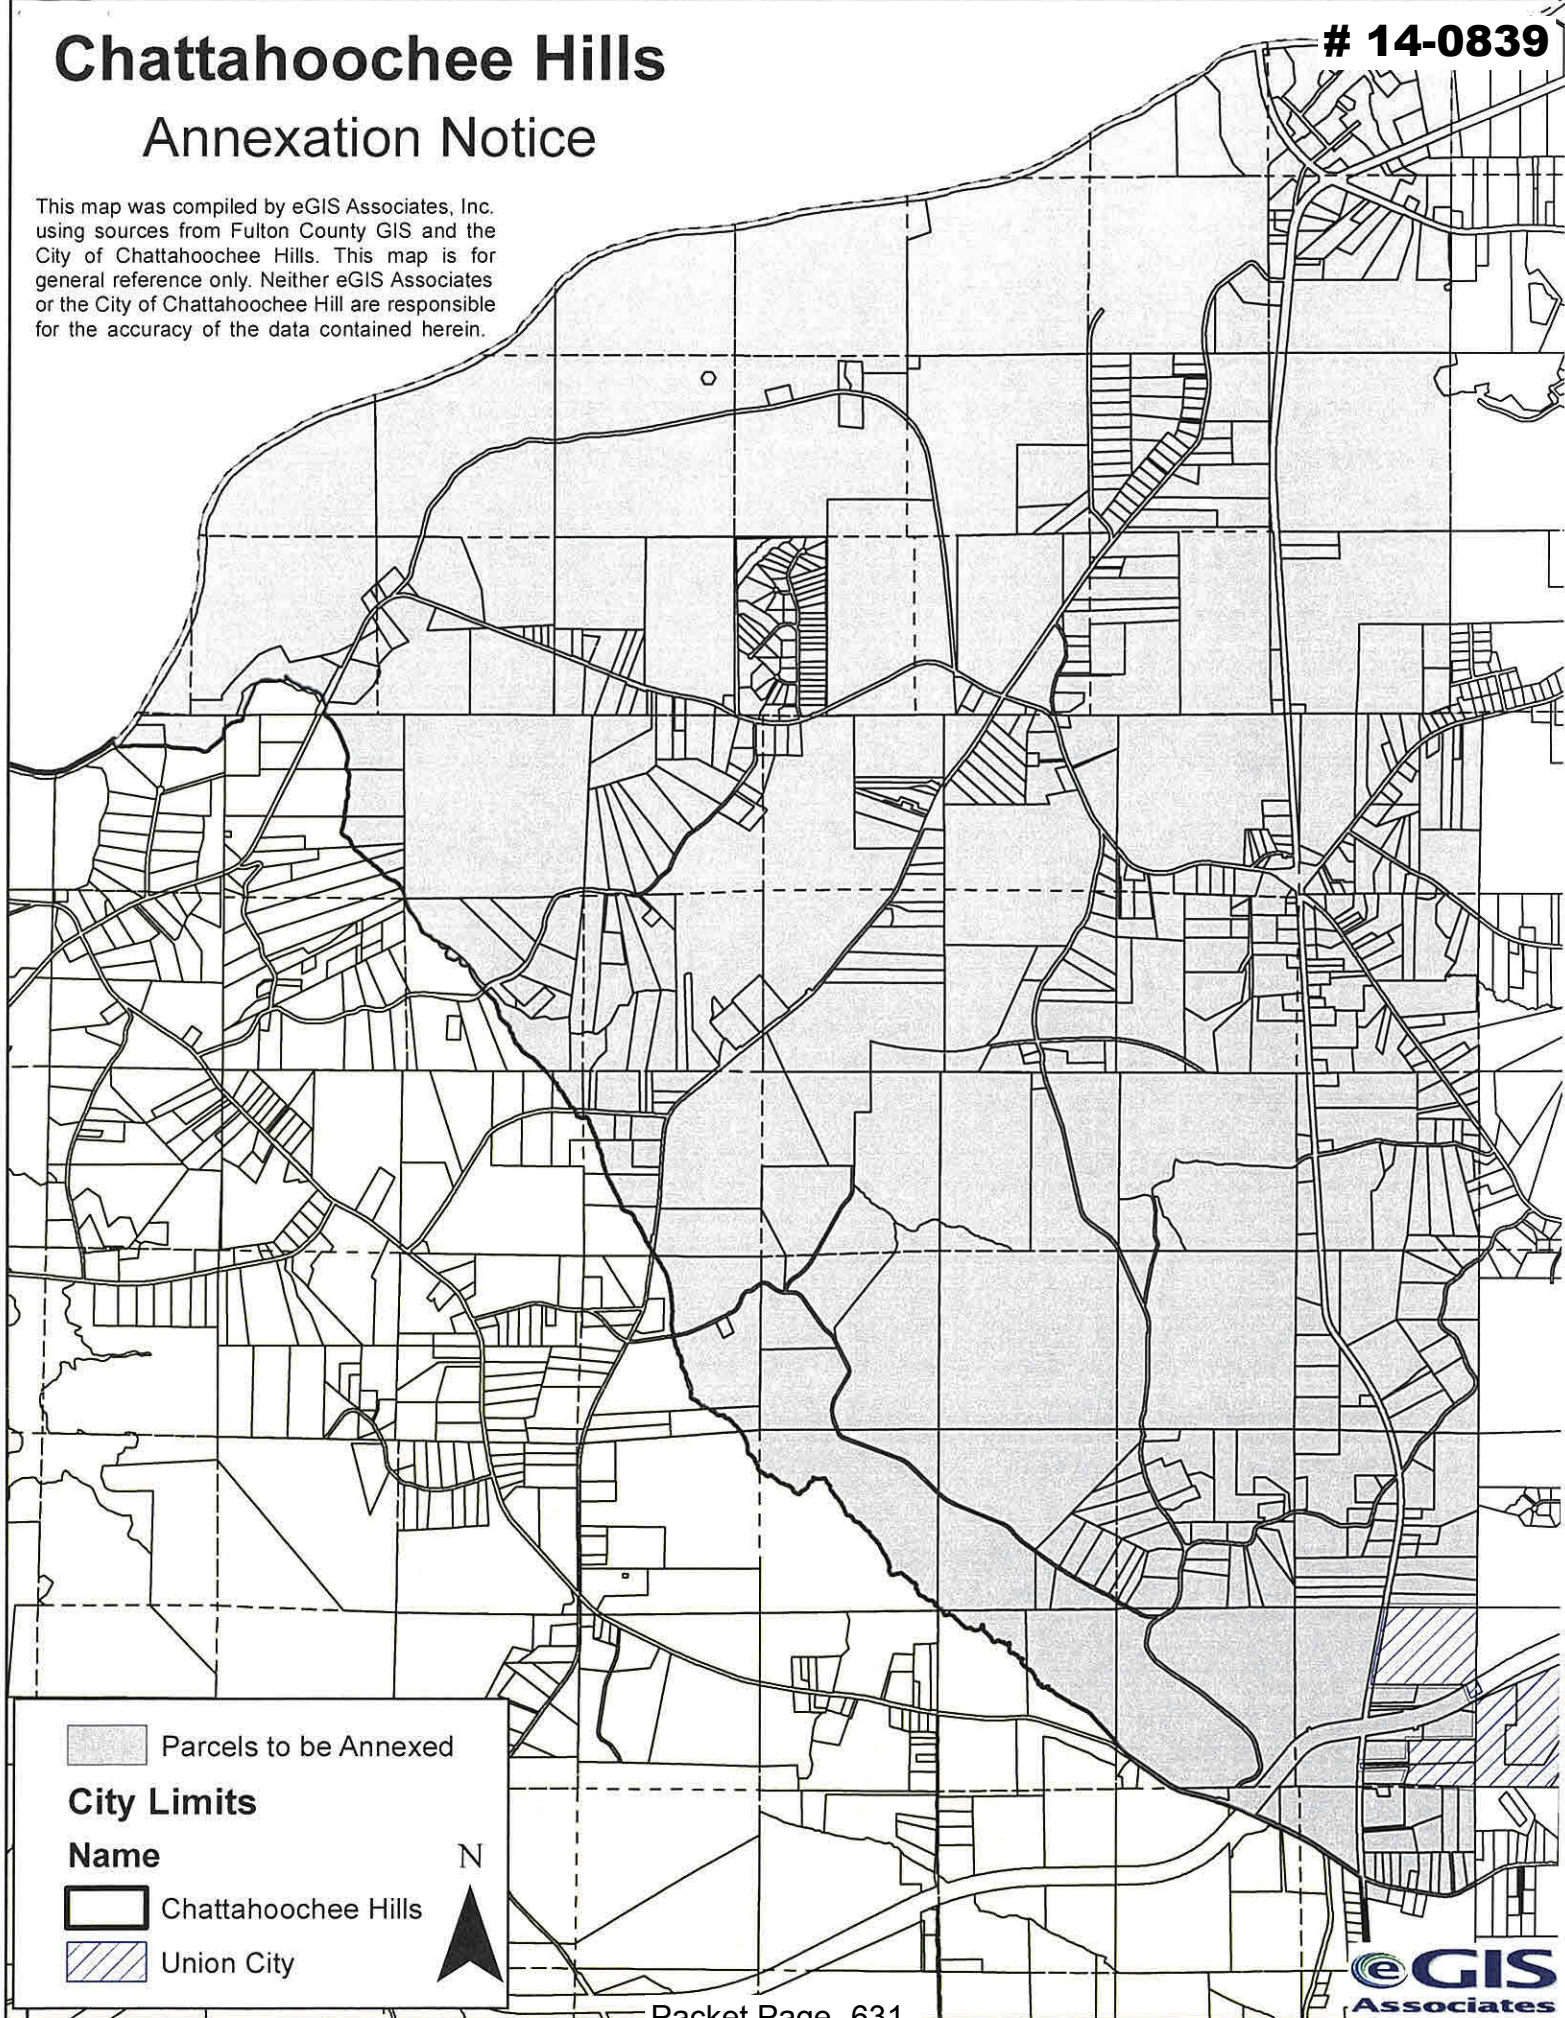 Chattahoochee Hills
# 14-0839
Annexation Notice
This map was compiled by eGIS Associates, Inc.
using sources from Fulton County GIS and the
City of Chattahoochee Hills. This map is for
general reference only. Neither eGIS Associates
or the City of Chattahoochee Hill are responsible
for the accuracy of the data contained herein.
Parcels to be Annexed
City Limits
Name
N
Chattahoochee Hills
Union City
eGIS
Associates
Packet Page -631-